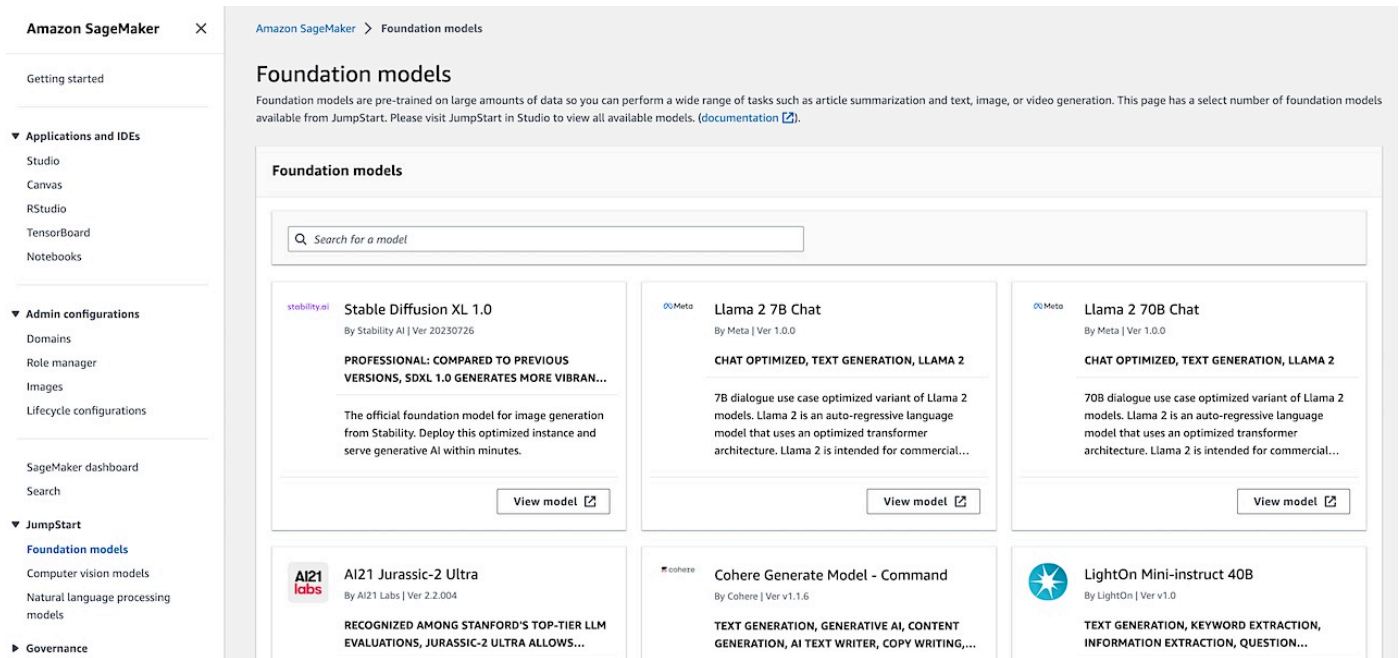 Amazon SageMaker
Getting started
Applications and IDEs
Studio
Canvas
RStudio
TensorBoard
Notebooks
Admin configurations
Domains
Role manager
Images
Lifecycle configurations
SageMaker dashboard
Search
JumpStart
Foundation models
Computer vision models
Natural language processing
models
Governance
Amazon SageMaker > Foundation models
Foundation models
Foundation models are pre-trained on large amounts of data so you can perform a wide range of tasks such as article summarization and text, image, or video generation. This page has a select number of foundation models
available from JumpStart. Please visit JumpStart in Studio to view all available models. (documentation).
Foundation models
Search for a model
stability.ai
Stable Diffusion XL 1.0
By Stability AI | Ver 20230726
PROFESSIONAL: COMPARED TO PREVIOUS
VERSIONS, SDXL 1.0 GENERATES MORE VIBRAN...
The official foundation model for image generation
from Stability. Deploy this optimized instance and
serve generative AI within minutes.
View model
Meta
Llama 2 7B Chat
By Meta | Ver 1.0.0
CHAT OPTIMIZED, TEXT GENERATION, LLAMA 2
7B dialogue use case optimized variant of Llama 2
models. Llama 2 is an auto-regressive language
model that uses an optimized transformer
architecture. Llama 2 is intended for commercial...
View model
Meta
Llama 2 70B Chat
By Meta | Ver 1.0.0
CHAT OPTIMIZED, TEXT GENERATION, LLAMA 2
70B dialogue use case optimized variant of Llama 2
models. Llama 2 is an auto-regressive language
model that uses an optimized transformer
architecture. Llama 2 is intended for commercial...
View model
AI21
labs
AI21 Jurassic-2 Ultra
By AI21 Labs | Ver 2.2.004
RECOGNIZED AMONG STANFORD'S TOP-TIER LLM
EVALUATIONS, JURASSIC-2 ULTRA ALLOWS...
cohere
Cohere Generate Model - Command
By Cohere | Ver v1.1.6
TEXT GENERATION, GENERATIVE AI, CONTENT
GENERATION, AI TEXT WRITER, COPY WRITING,...
LightOn Mini-instruct 40B
By LightOn | Ver v1.0
TEXT GENERATION, KEYWORD EXTRACTION,
INFORMATION EXTRACTION, QUESTION...